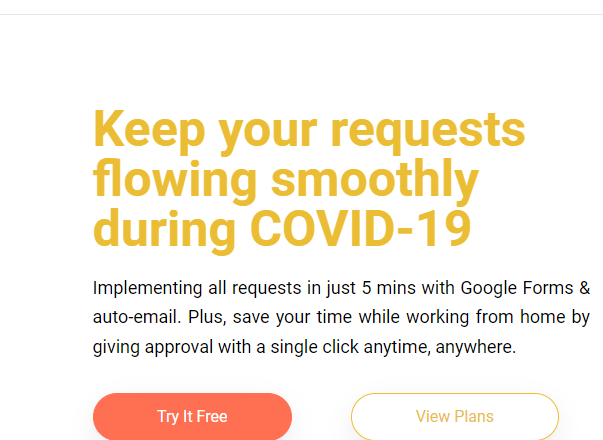 Keep your requests
flowing smoothly
during COVID-19
Implementing all requests in just 5 mins with Google Forms &
auto-email. Plus, save your time while working from home by
giving approval with a single click anytime, anywhere.
Try It Free
View Plans